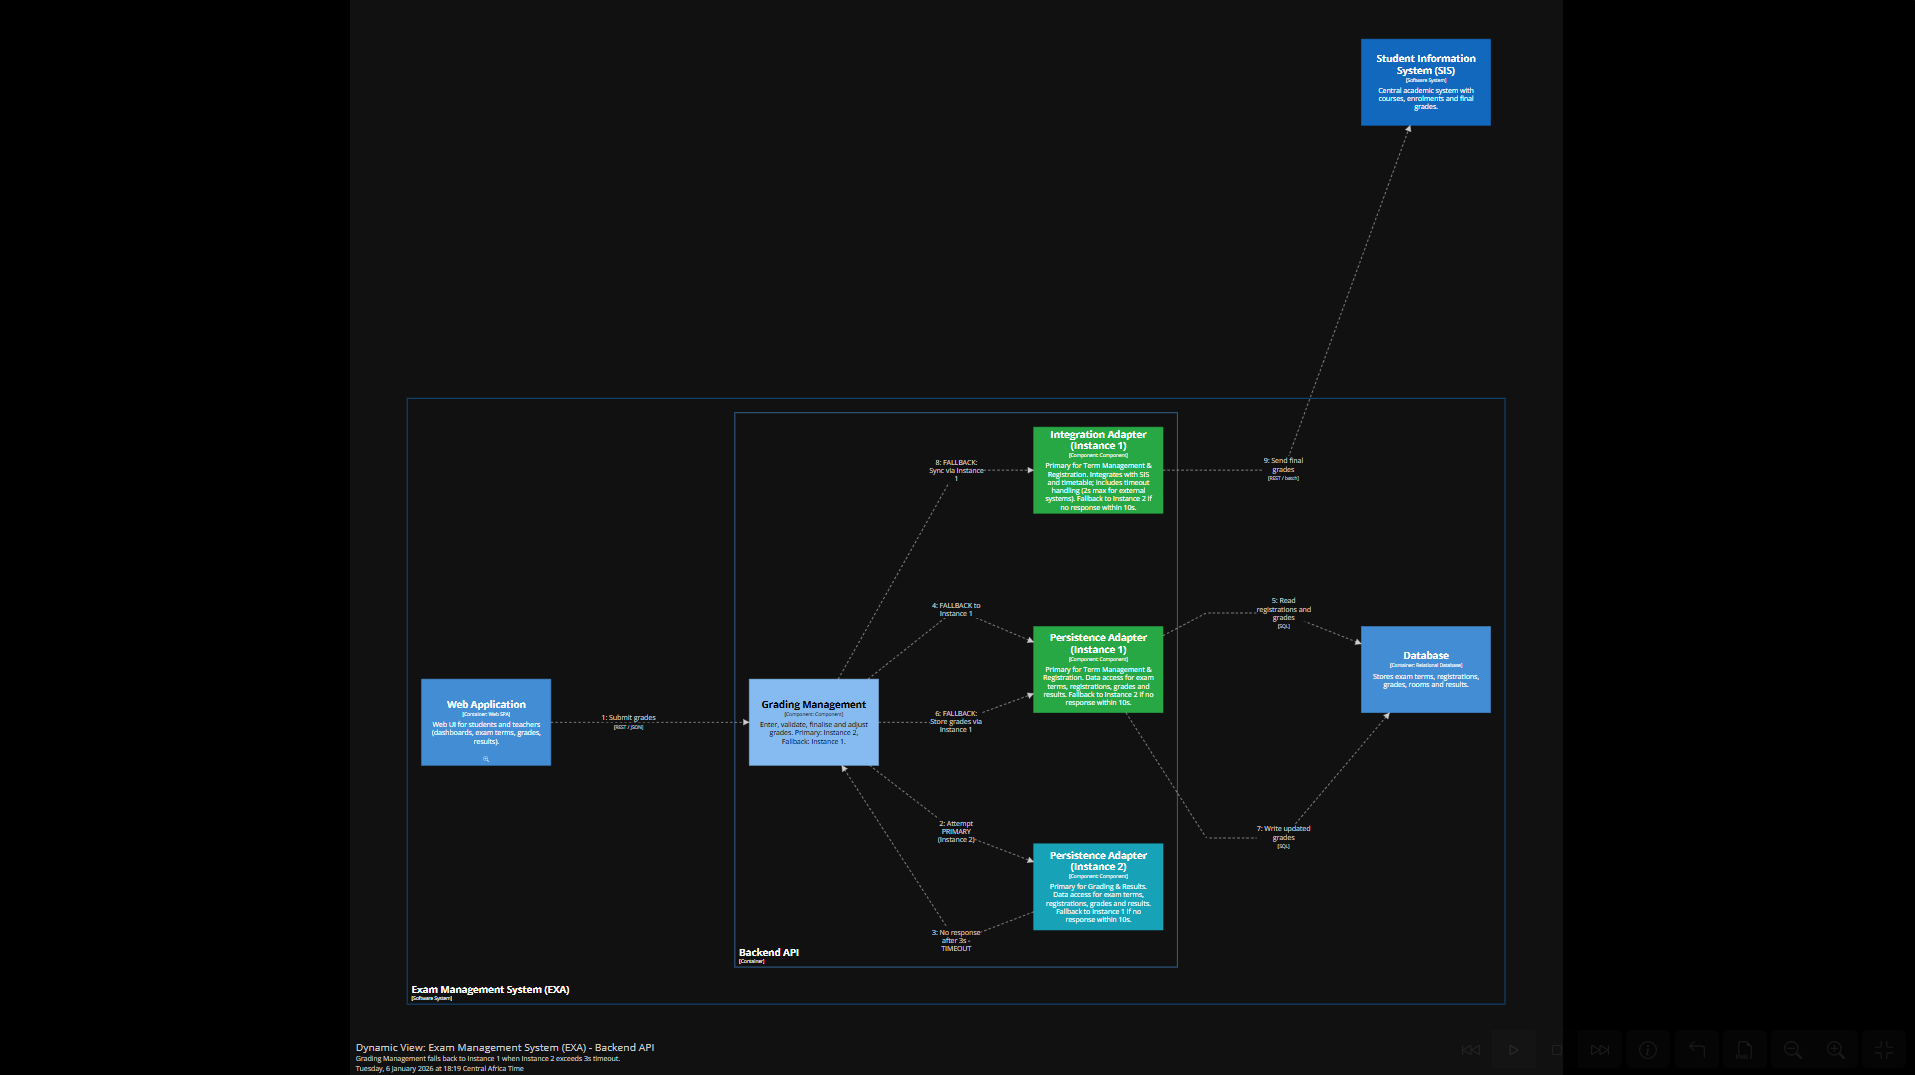 Student Information
System (SIS)
[Software System]
Central academic system with
courses, enrolments and final
grades.
Integration Adapter
(Instance 1)
[Component: Component]
Primary for Term Management &
Registration. Integrates with SIS
and timetable; includes timeout
handling (2s max for external
systems). Fallback to Instance 2 if
no response within 10s.
8: FALLBACK:
Sync via Instance
1
9: Send final
grades
[REST / batch]
4: FALLBACK to
Instance 1
5: Read
registrations and
grades
[SQL]
Persistence Adapter
(Instance 1)
[Component: Component]
Primary for Term Management &
Registration. Data access for exam
terms, registrations, grades and
results. Fallback to Instance 2 if no
response within 10s.
Database
[Container: Relational Database]
Stores exam terms, registrations,
grades, rooms and results.
Web Application
[Container: Web SPA]
Web UI for students and teachers
(dashboards, exam terms, grades,
results).
1: Submit grades
[REST / JSON]
Grading Management
[Component: Component]
Enter, validate, finalise and adjust
grades. Primary: Instance 2,
Fallback: Instance 1.
6: FALLBACK:
Store grades via
Instance 1
2: Attempt
PRIMARY
(Instance 2)
7: Write updated
grades
[SQL]
Persistence Adapter
(Instance 2)
[Component: Component]
Primary for Grading & Results.
Data access for exam terms,
registrations, grades and results.
Fallback to Instance 1 if no
response within 10s.
3: No response
after 3s -
TIMEOUT
Backend API
[Container]
Exam Management System (EXA)
[Software System]
Dynamic View: Exam Management System (EXA) - Backend API
Grading Management falls back to Instance 1 when Instance 2 exceeds 3s timeout.
Tuesday, 6 January 2026 at 18:19 Central Africa Time